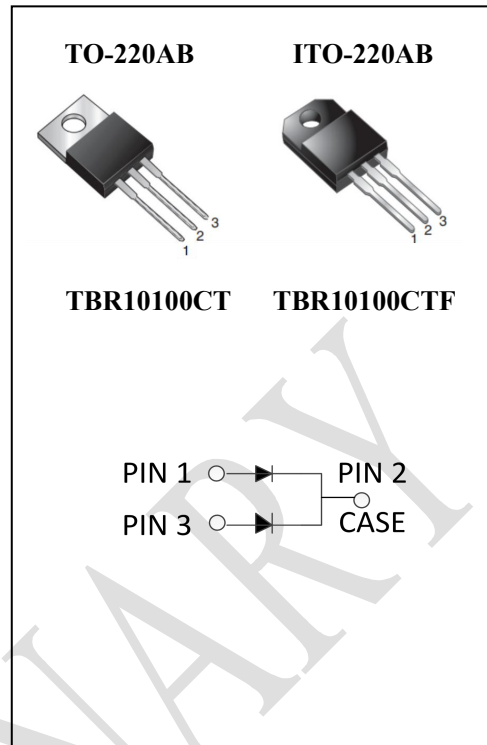 TO-220AB ITO-220AB
1 2 3 1 2 3
TBR10100CT TBR10100CTF
PIN 1 PIN 2
PIN 3 CASE
NARY